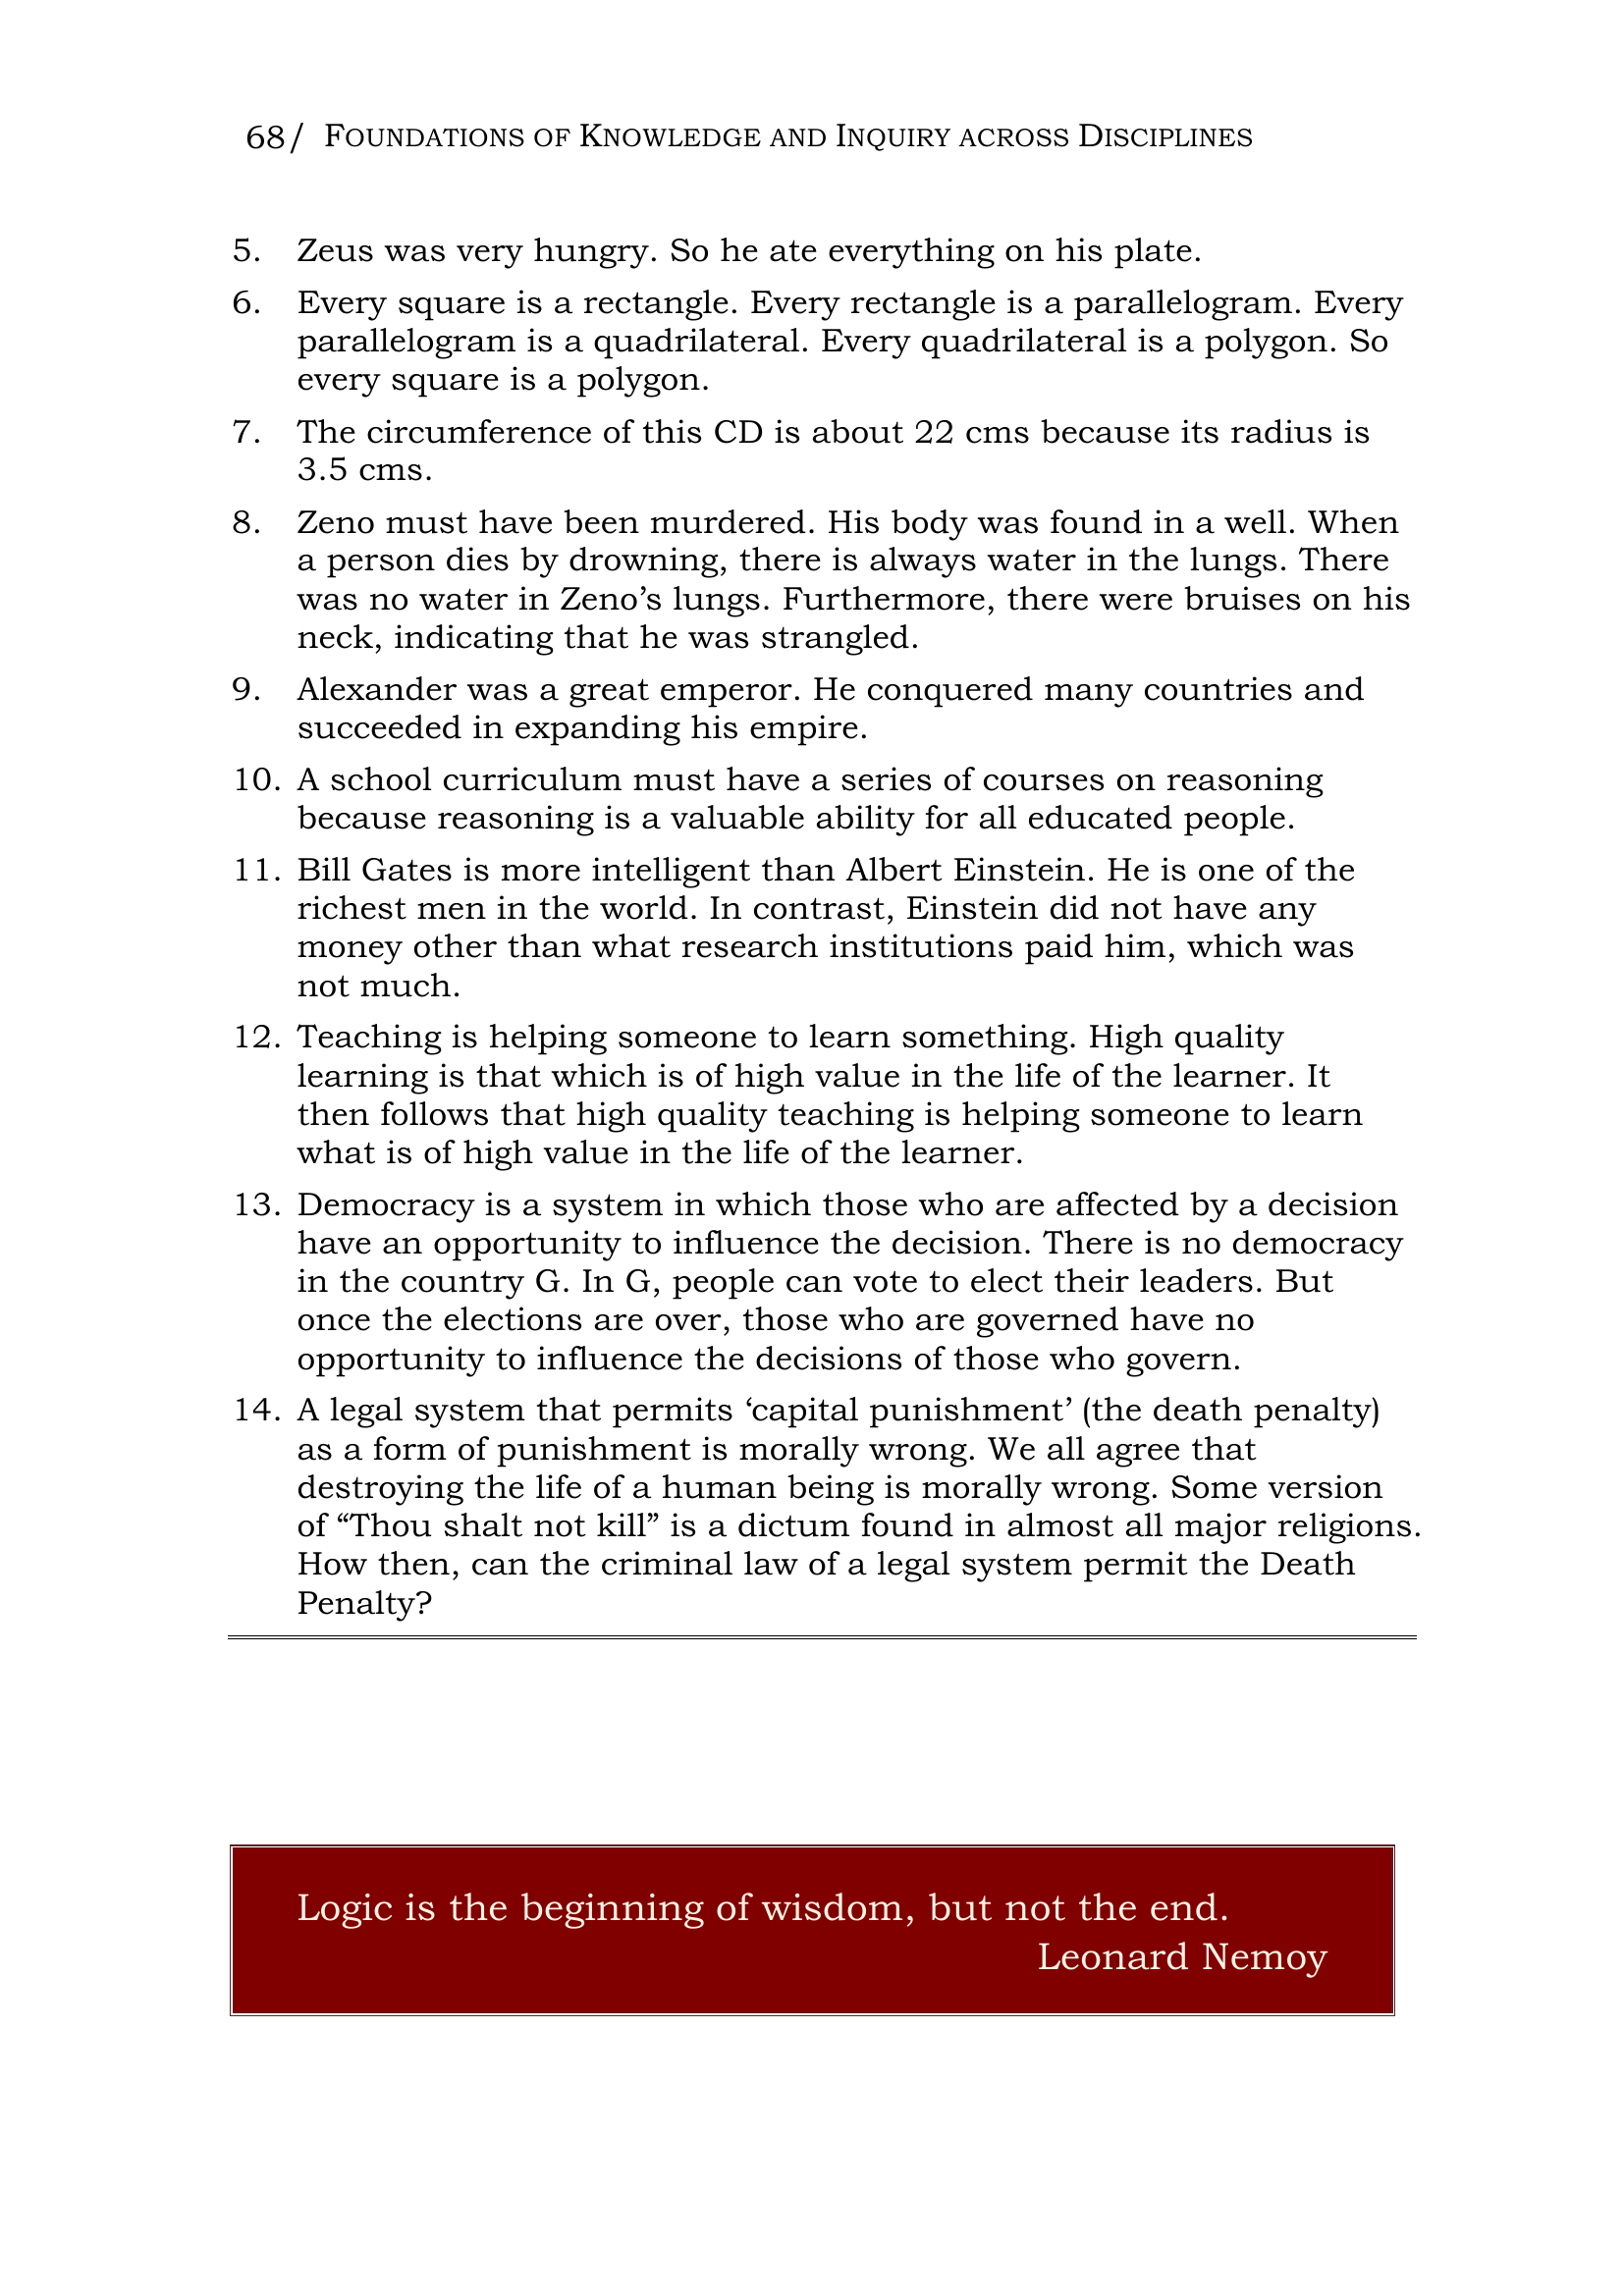 68/ FOUNDATIONS OF KNOWLEDGE AND INQUIRY ACROSS DISCIPLINES
5. Zeus was very hungry. So he ate everything on his plate.
6. Every square is a rectangle. Every rectangle is a parallelogram. Every
parallelogram is a quadrilateral. Every quadrilateral is a polygon. So
every square is a polygon.
7. The circumference of this CD is about 22 cms because its radius is
3.5 cms.
8. Zeno must have been murdered. His body was found in a well. When
a person dies by drowning, there is always water in the lungs. There
was no water in Zeno’s lungs. Furthermore, there were bruises on his
neck, indicating that he was strangled.
9. Alexander was a great emperor. He conquered many countries and
succeeded in expanding his empire.
10. A school curriculum must have a series of courses on reasoning
because reasoning is a valuable ability for all educated people.
11. Bill Gates is more intelligent than Albert Einstein. He is one of the
richest men in the world. In contrast, Einstein did not have any
money other than what research institutions paid him, which was
not much.
12. Teaching is helping someone to learn something. High quality
learning is that which is of high value in the life of the learner. It
then follows that high quality teaching is helping someone to learn
what is of high value in the life of the learner.
13. Democracy is a system in which those who are affected by a decision
have an opportunity to influence the decision. There is no democracy
in the country G. In G, people can vote to elect their leaders. But
once the elections are over, those who are governed have no
opportunity to influence the decisions of those who govern.
14. A legal system that permits ‘capital punishment’ (the death penalty)
as a form of punishment is morally wrong. We all agree that
destroying the life of a human being is morally wrong. Some version
of “Thou shalt not kill” is a dictum found in almost all major religions.
How then, can the criminal law of a legal system permit the Death
Penalty?
Logic is the beginning of wisdom, but not the end.
Leonard Nemoy